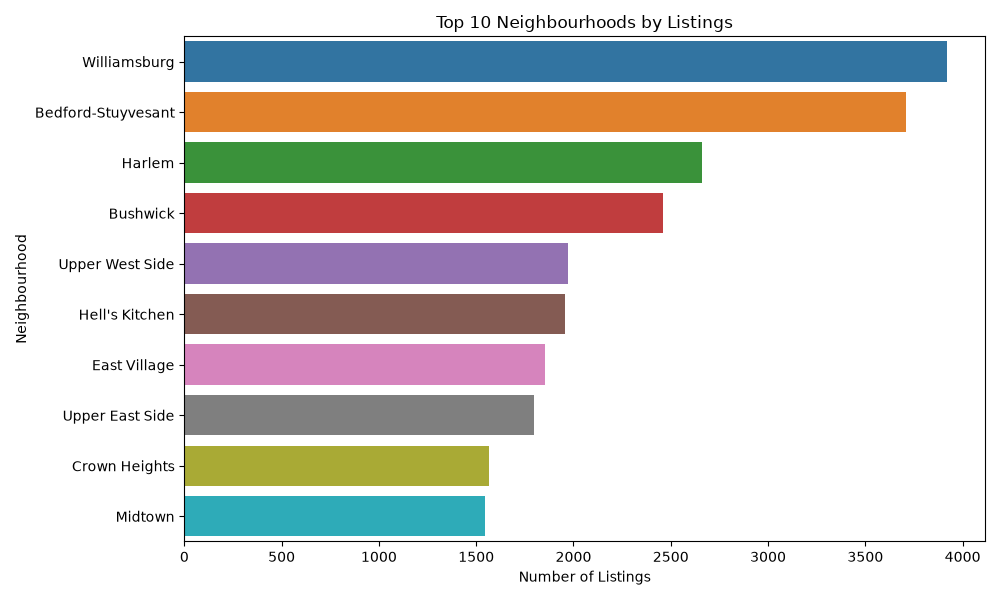 Top 10 Neighbourhoods by Listings
Neighbourhood
Williamsburg
Bedford-Stuyvesant
Harlem
Bushwick
Upper West Side
Hell's Kitchen
East Village
Upper East Side
Crown Heights
Midtown
0 500 1000 1500 2000 2500 3000 3500 4000
Number of Listings